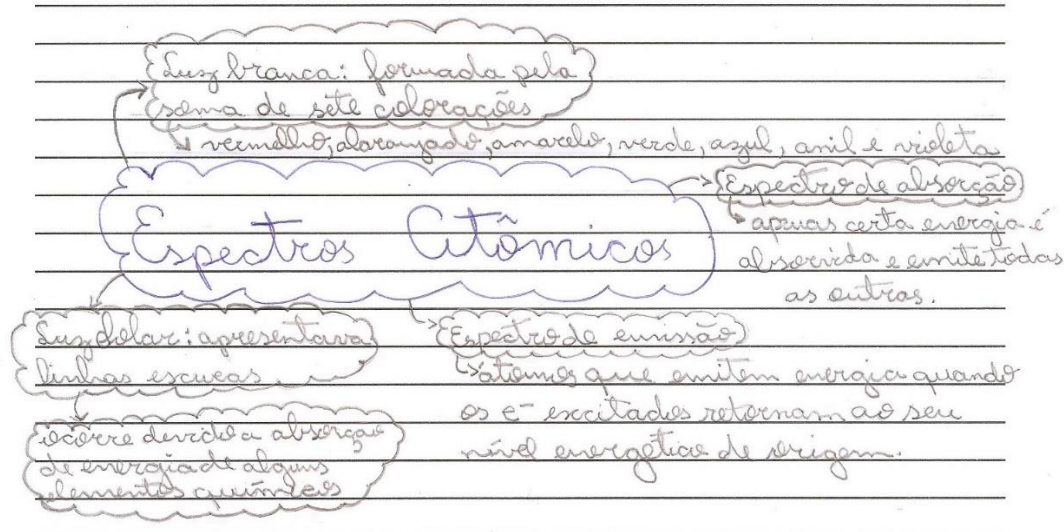 Luz branca: formada pela
soma de sete colorações
vermelho, alaranjado, amarelo, verde, azul, anil e violeta
Espectros Atômicos
Espectro de absorção
apenas certa energia é
absorvida e emite todas
as outras.
Luz Solar: apresentava
linhas escuras
ocorre devido a absorção
de energia de alguns
elementos químicos
Espectro de emissão
átomos que emitem energia quando
os e- excitados retornam ao seu
nível energético de origem.